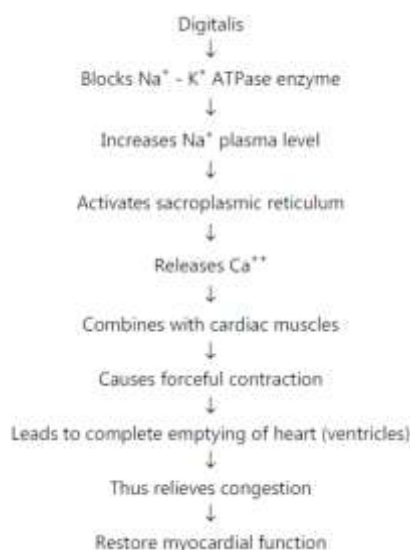 Digitalis
↓
Blocks Na⁺ - K⁺ ATPase enzyme
↓
Increases Na⁺ plasma level
↓
Activates sacroplasmic reticulum
↓
Releases Ca⁺⁺
↓
Combines with cardiac muscles
↓
Causes forceful contraction
↓
Leads to complete emptying of heart (ventricles)
↓
Thus relieves congestion
↓
Restore myocardial function